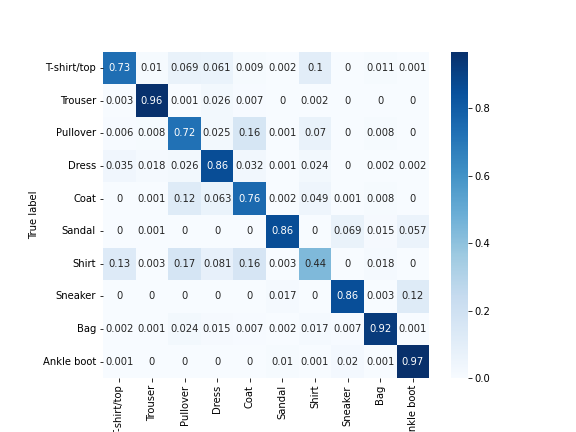 T-shirt/top 0.73 0.01 0.069 0.061 0.009 0.002 0.1 0 0.011 0.001
Trouser 0.003 0.96 0.001 0.026 0.007 0 0.002 0 0 0
Pullover 0.006 0.008 0.72 0.025 0.16 0.001 0.07 0 0.008 0
Dress 0.035 0.018 0.026 0.86 0.032 0.001 0.024 0 0.002 0.002
Coat 0 0.001 0.12 0.063 0.76 0.002 0.049 0.001 0.008 0
Sandal 0 0.001 0 0 0 0.86 0 0.069 0.015 0.057
Shirt 0.13 0.003 0.17 0.081 0.16 0.003 0.44 0 0.018 0
Sneaker 0 0 0 0 0 0.017 0 0.86 0.003 0.12
Bag 0.002 0.001 0.024 0.015 0.007 0.002 0.017 0.007 0.92 0.001
Ankle boot 0.001 0 0 0 0 0.01 0.001 0.02 0.001 0.97
True label
-shirt/top Trouser Pullover Dress Coat Sandal Shirt Sneaker Bag nkle boot
0.8
0.6
0.4
0.2
0.0